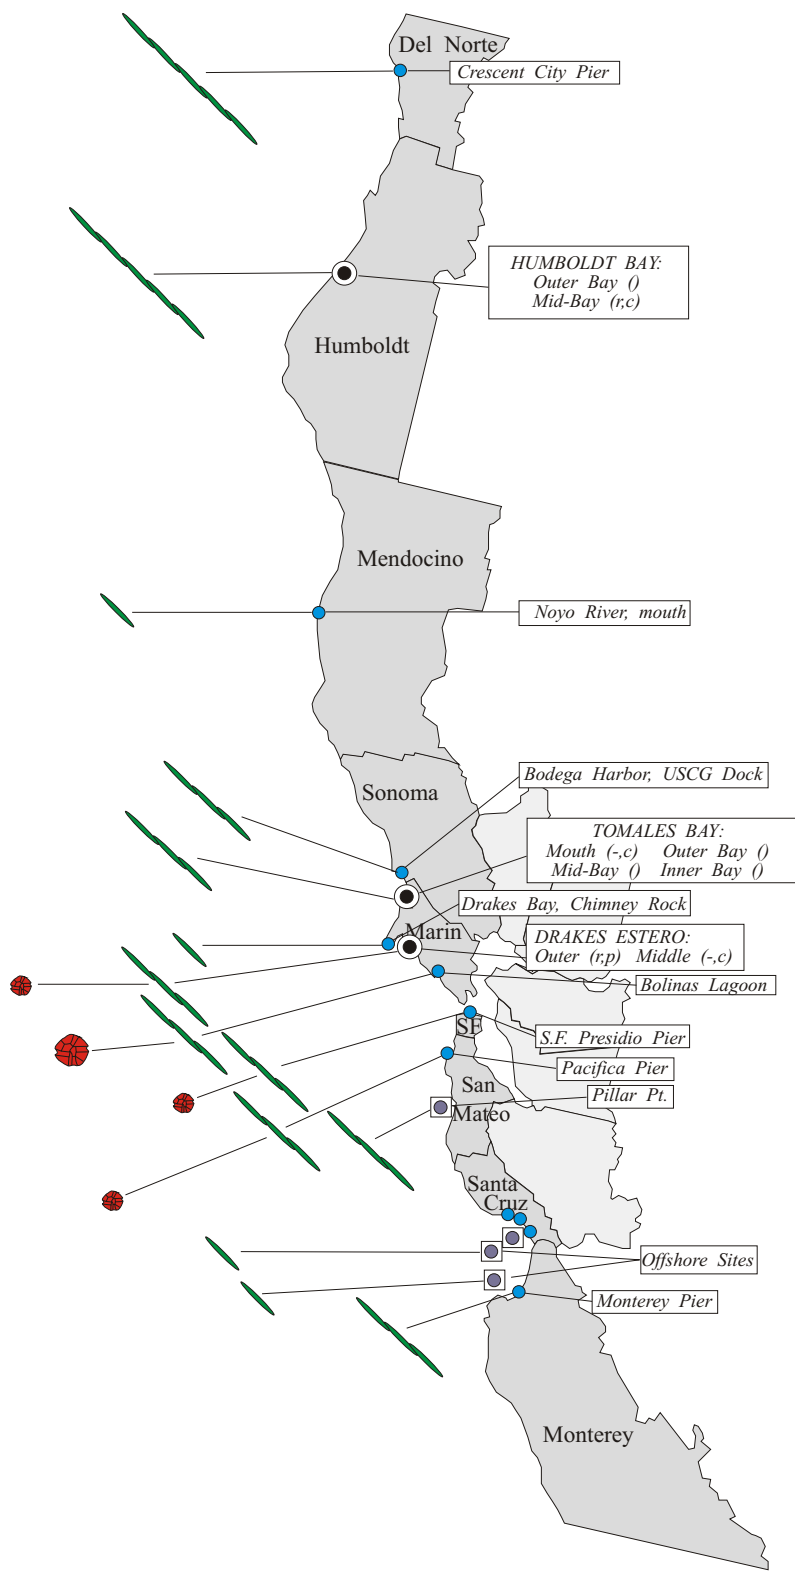 Del Norte
Crescent City Pier
HUMBOLDT BAY:
Outer Bay ()
Mid-Bay (r,c)
Humboldt
Mendocino
Noyo River, mouth
Bodega Harbor, USCG Dock
Sonoma
TOMALES BAY:
Mouth (-,c) Outer Bay ()
Mid-Bay () Inner Bay ()
Drakes Bay, Chimney Rock
Marin
DRAKES ESTERO:
Outer (r,p) Middle (-,c)
Bolinas Lagoon
SF
S.F. Presidio Pier
Pacifica Pier
San
Mateo
Pillar Pt.
Santa
Cruz
Offshore Sites
Monterey Pier
Monterey